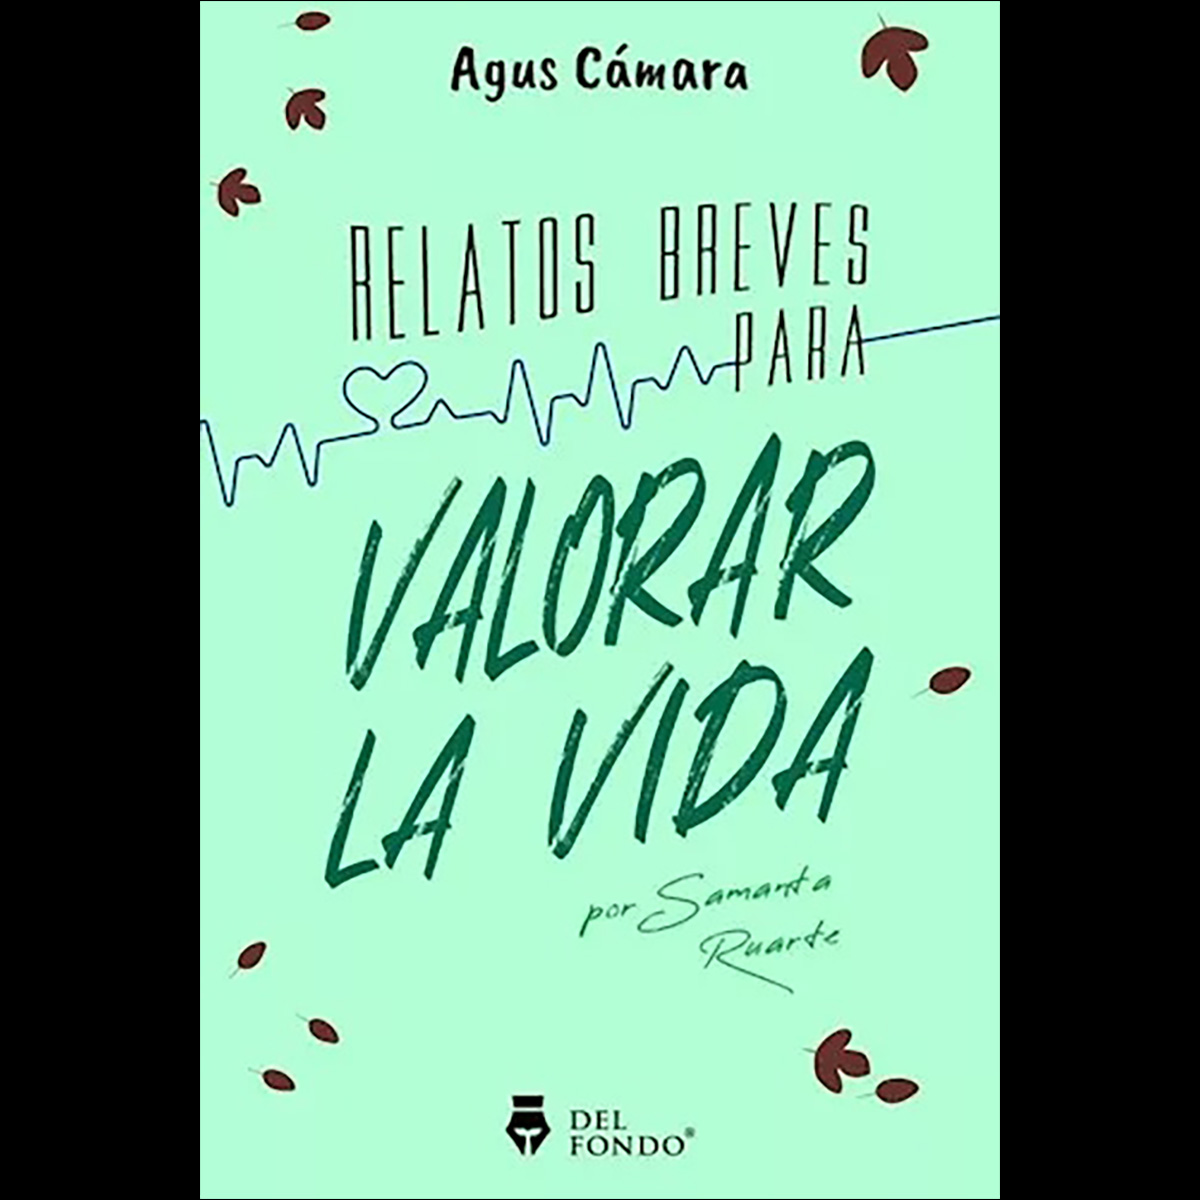 Agus Cámara
RELATOS BREVES
PARA
VALORAR
LA VIDA
por Samanta
Ruarte
DEL
FONDO®